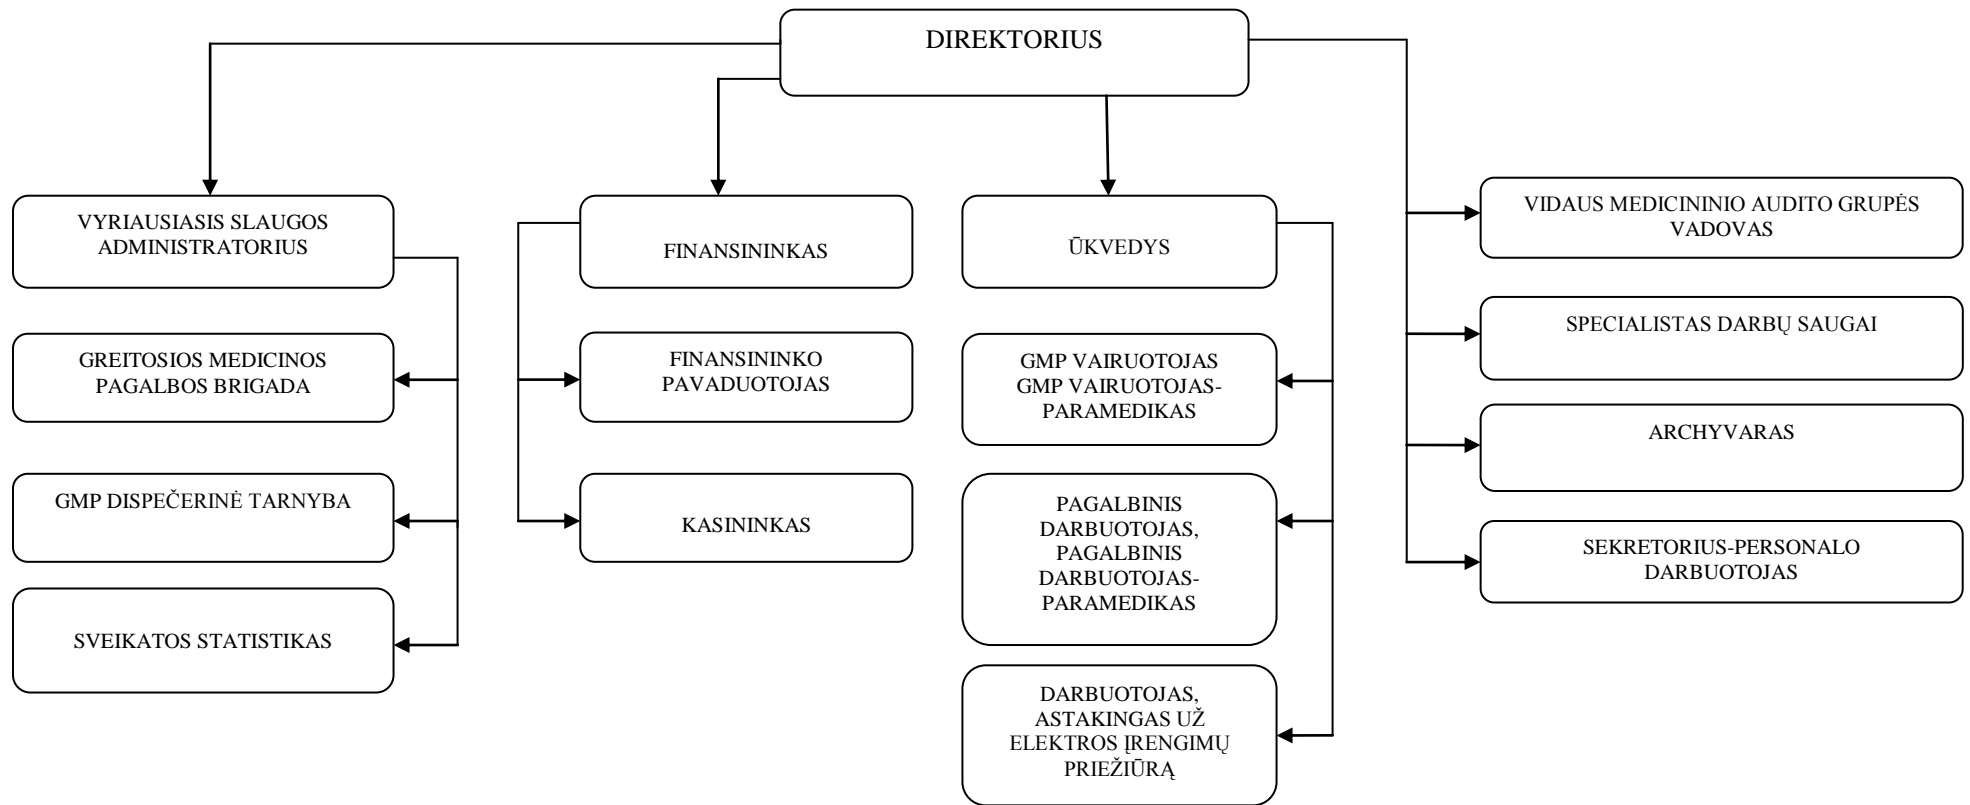 DIREKTORIUS
VYRIAUSIASIS SLAUGOS
ADMINISTRATORIUS
GREITOSIOS MEDICINOS
PAGALBOS BRIGADA
GMP DISPEČERINĖ TARNYBA
SVEIKATOS STATISTIKAS
FINANSININKAS
FINANSININKO
PAVADUOTOJAS
KASININKAS
ŪKVEDYS
GMP VAIRUOTOJAS
GMP VAIRUOTOJAS-
PARAMEDIKAS
PAGALBINIS
DARBUOTOJAS,
PAGALBINIS
DARBUOTOJAS-
PARAMEDIKAS
DARBUOTOJAS,
ASTAKINGAS UŽ
ELEKTROS ĮRENGIMŲ
PRIEŽIŪRĄ
VIDAUS MEDICININIO AUDITO GRUPĖS
VADOVAS
SPECIALISTAS DARBŲ SAUGAI
ARCHYVARAS
SEKRETORIUS-PERSONALO
DARBUOTOJAS